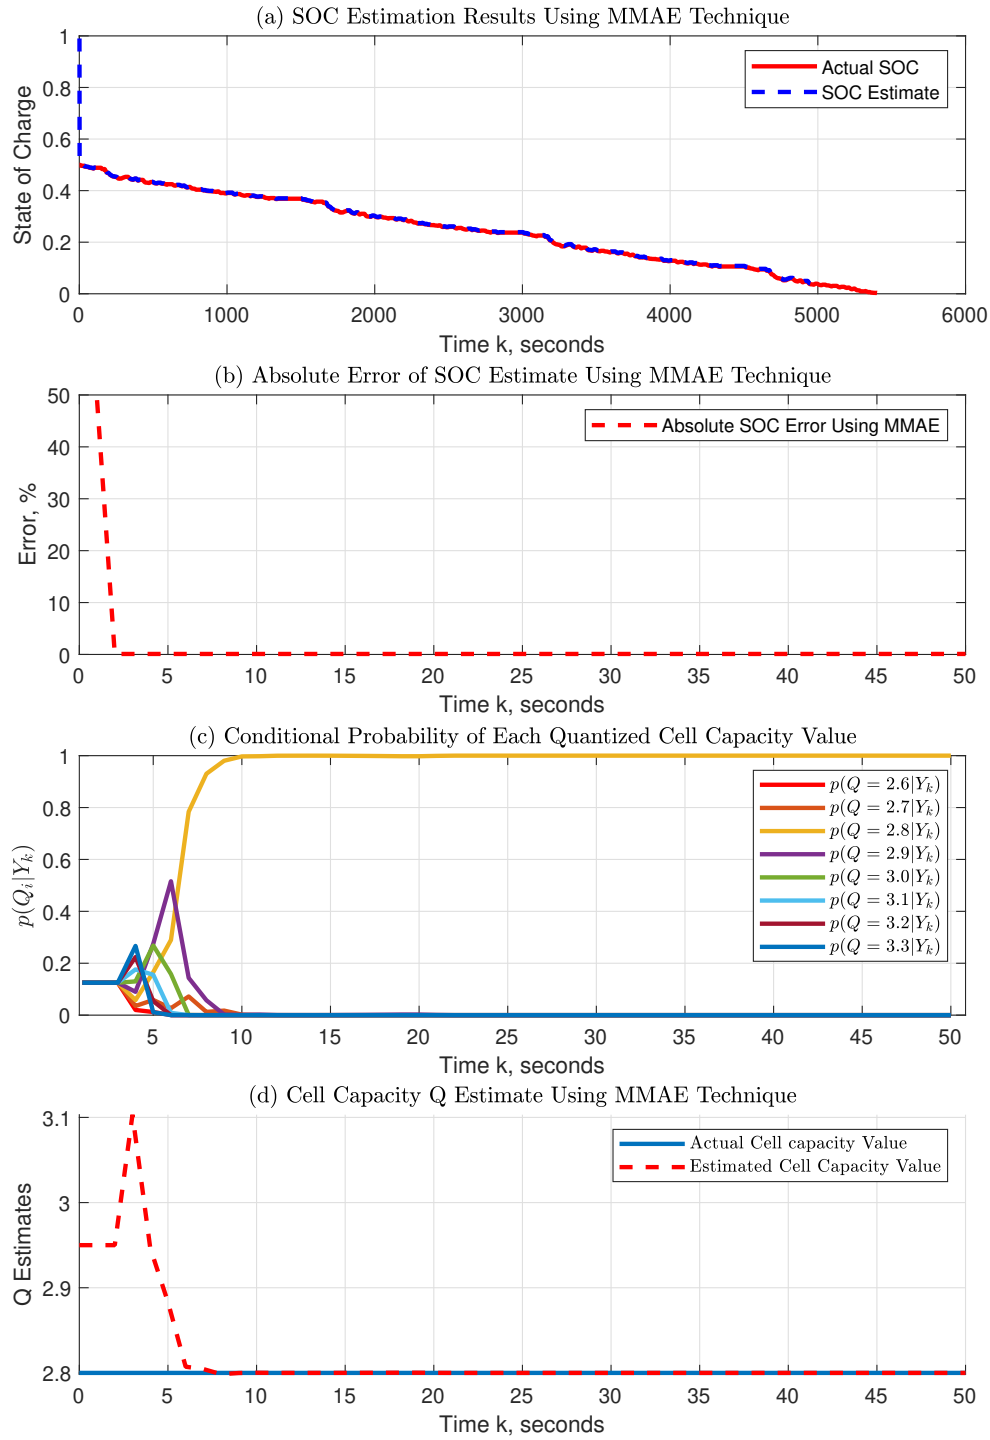 (a) SOC Estimation Results Using MMAE Technique
1
0.8
0.6
0.4
0.2
0
State of Charge
Actual SOC
SOC Estimate
0 1000 2000 3000 4000 5000 6000
Time k, seconds
(b) Absolute Error of SOC Estimate Using MMAE Technique
50
40
30
20
10
0
Error, %
Absolute SOC Error Using MMAE
0 5 10 15 20 25 30 35 40 45 50
Time k, seconds
(c) Conditional Probability of Each Quantized Cell Capacity Value
1
0.8
0.6
0.4
0.2
0
p(Q_i|Y_k)
p(Q = 2.6|Y_k)
p(Q = 2.7|Y_k)
p(Q = 2.8|Y_k)
p(Q = 2.9|Y_k)
p(Q = 3.0|Y_k)
p(Q = 3.1|Y_k)
p(Q = 3.2|Y_k)
p(Q = 3.3|Y_k)
5 10 15 20 25 30 35 40 45 50
Time k, seconds
(d) Cell Capacity Q Estimate Using MMAE Technique
3.1
3
2.9
2.8
Q Estimates
Actual Cell capacity Value
Estimated Cell Capacity Value
0 5 10 15 20 25 30 35 40 45 50
Time k, seconds